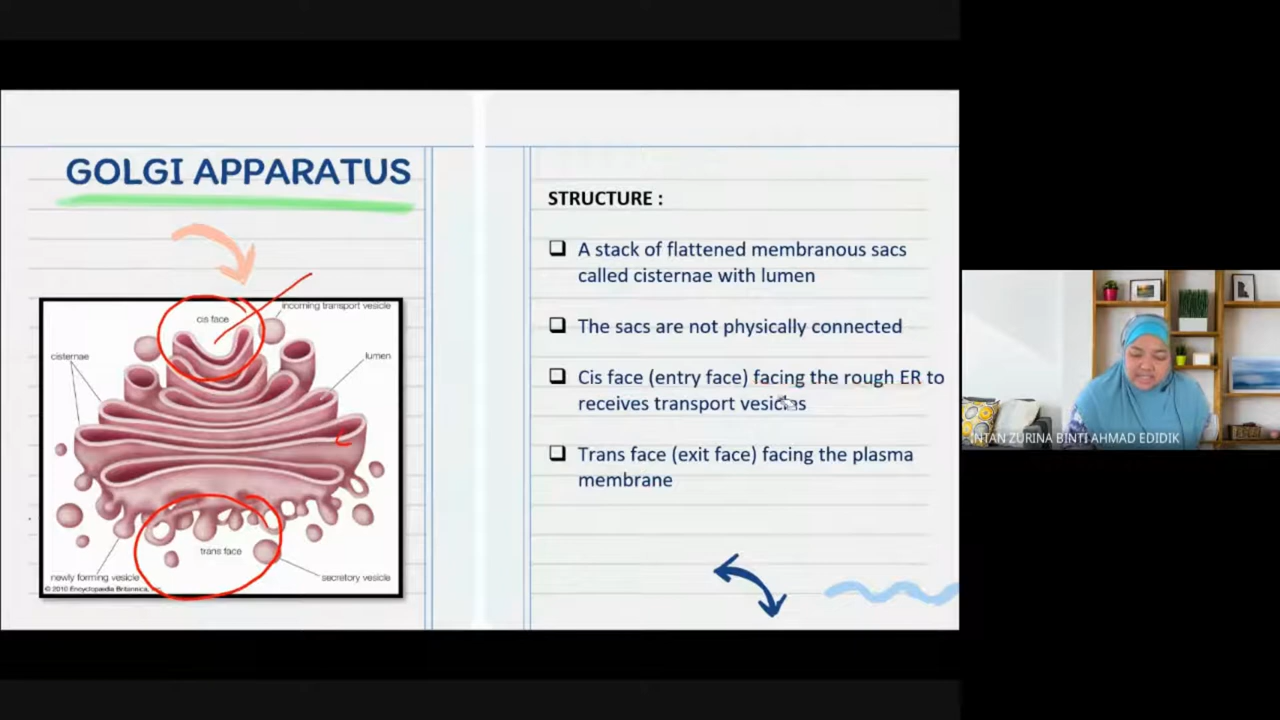 GOLGI APPARATUS
cis face
incoming transport vesicle
cisternae
lumen
trans face
newly forming vesicle
secretory vesicle
© 2010 Encyclopædia Britannica,
STRUCTURE :
A stack of flattened membranous sacs
called cisternae with lumen
The sacs are not physically connected
Cis face (entry face) facing the rough ER to
receives transport
Trans face (exit face) facing the plasma
membrane
INTAN ZURINA BINTI AHMAD EDIDIK